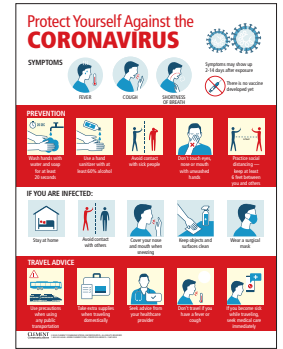 Protect Yourself Against the
CORONAVIRUS
SYMPTOMS
FEVER
COUGH
SHORTNESS
OF BREATH
Symptoms may show up
2-14 days after exposure
There is no vaccine
developed yet
PREVENTION
Wash hands with
water and soap
for at least
20 seconds
Use a hand
sanitizer with at
least 60% alcohol
Avoid contact
with sick people
Don't touch eyes,
nose or mouth
with unwashed
hands
Practice social
distancing —
keep at least
6 feet between
you and others
IF YOU ARE INFECTED:
Stay at home
Avoid contact
with others
Cover your nose
and mouth when
sneezing
Keep objects and
surfaces clean
Wear a surgical
mask
TRAVEL ADVICE
Use precautions
when using
any public
transportation
Take extra supplies
when traveling
domestically
Seek advice from
your healthcare
provider
Don't travel if you
have a fever or
cough
If you become sick
while traveling,
seek medical care
immediately
CLEMENT